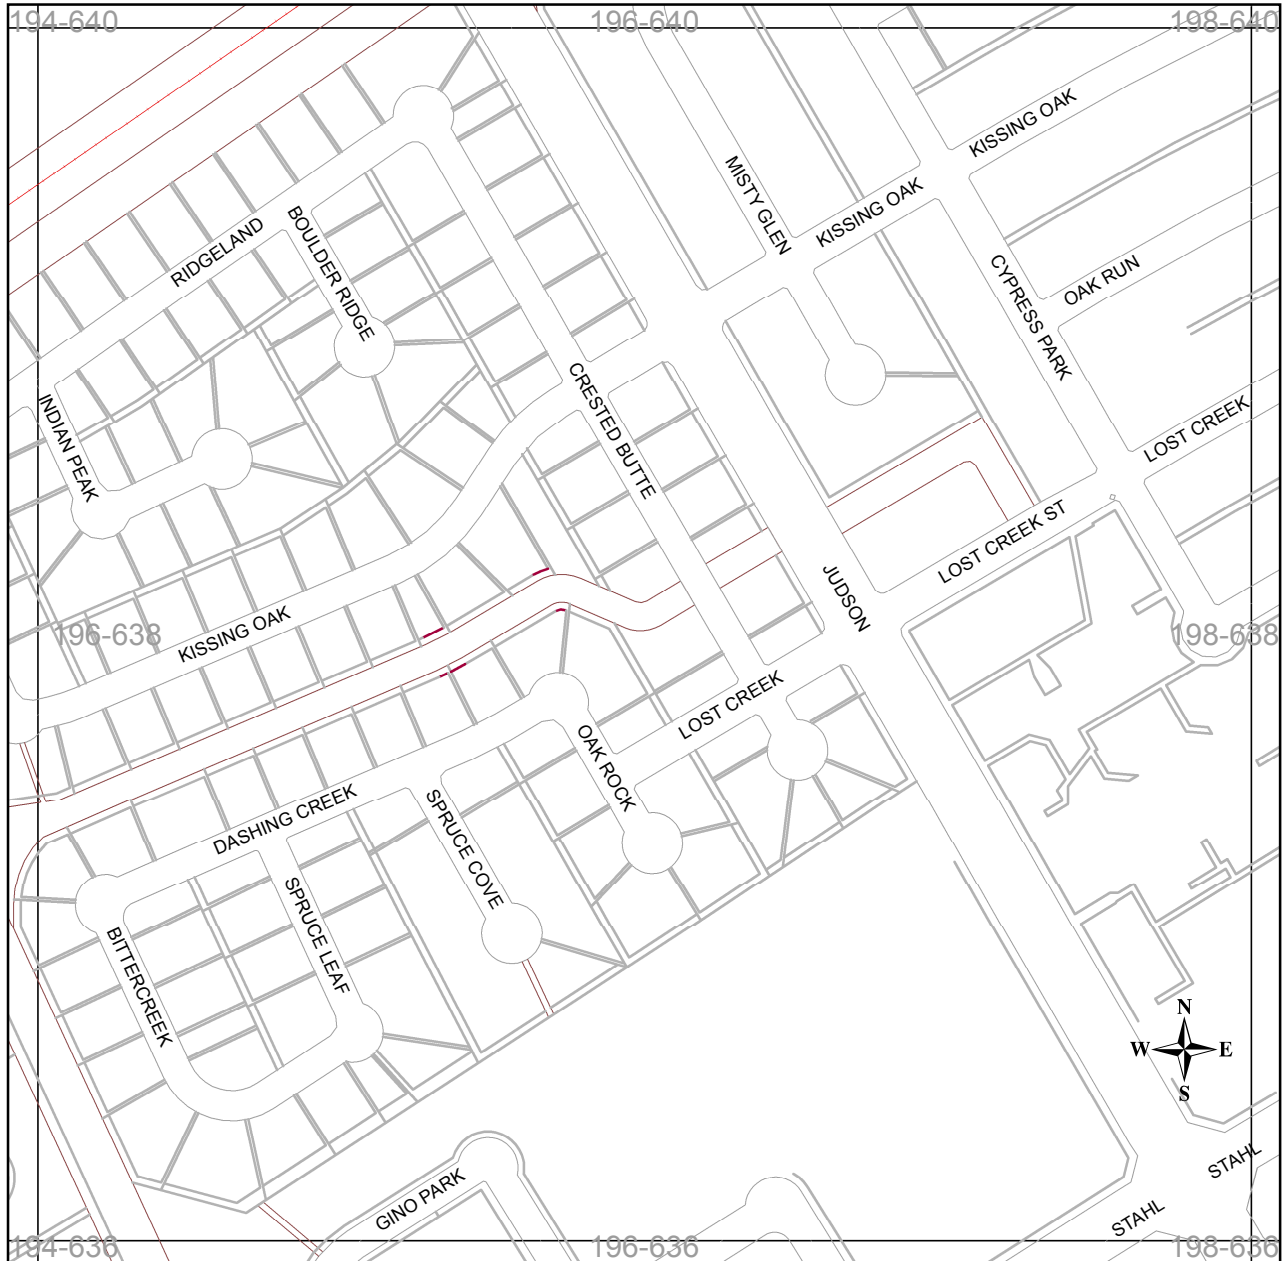 194-640
196-640
198-640
KISSING OAK
MISTY GLEN
KISSING OAK
BOULDER RIDGE
RIDGELAND
CYPRESS PARK
OAK RUN
CRESTED BUTTE
INDIAN PEAK
LOST CREEK
LOST CREEK ST
JUDSON
KISSING OAK
196-638
198-638
LOST CREEK
OAK ROCK
DASHING CREEK
SPRUCE COVE
SPRUCE LEAF
BITTERCREEK
N
W
E
S
GINO PARK
STAHL
STAHL
194-636
196-636
198-636